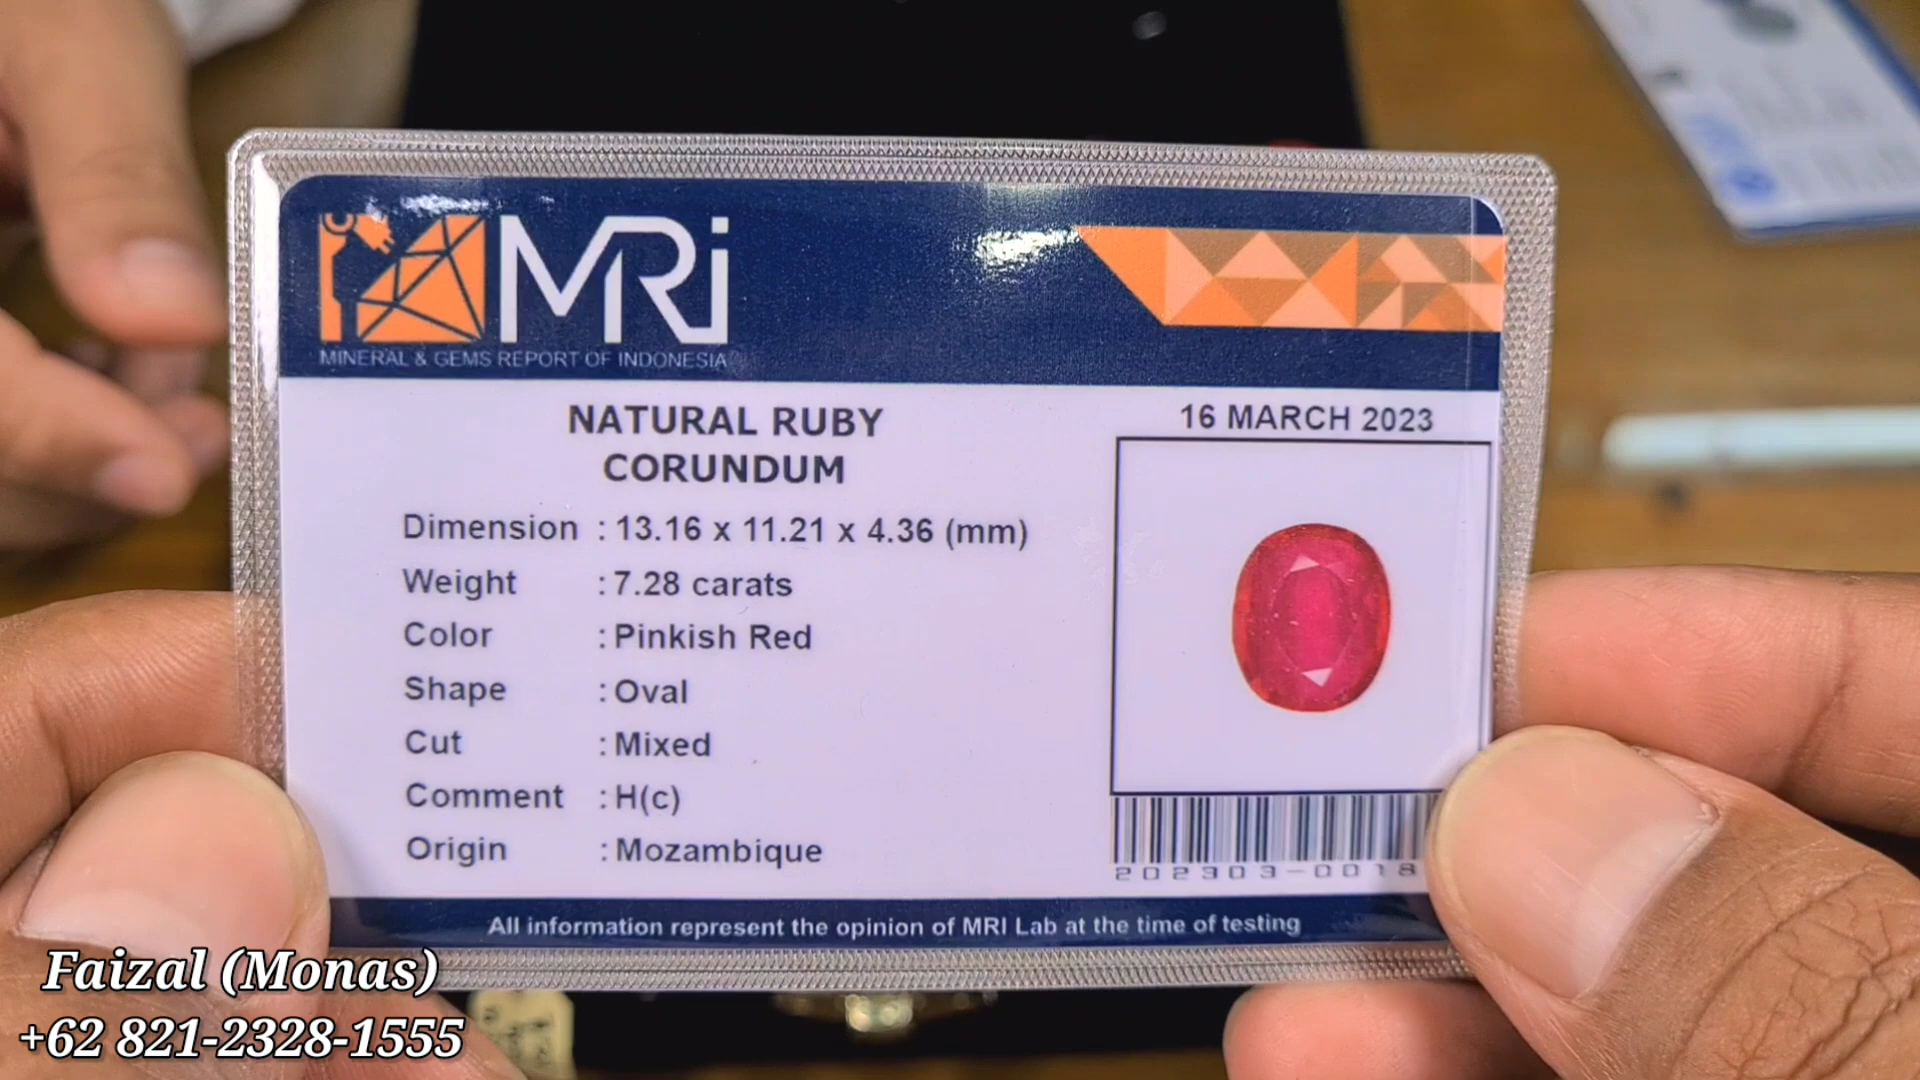 MRi
MINERAL & GEMS REPORT OF INDONESIA
NATURAL RUBY
CORUNDUM
16 MARCH 2023
Dimension : 13.16 x 11.21 x 4.36 (mm)
Weight : 7.28 carats
Color : Pinkish Red
Shape : Oval
Cut : Mixed
Comment : H(c)
Origin : Mozambique
202303-0018
All information represent the opinion of MRI Lab at the time of testing
Faizal (Monas)
+62 821-2328-1555